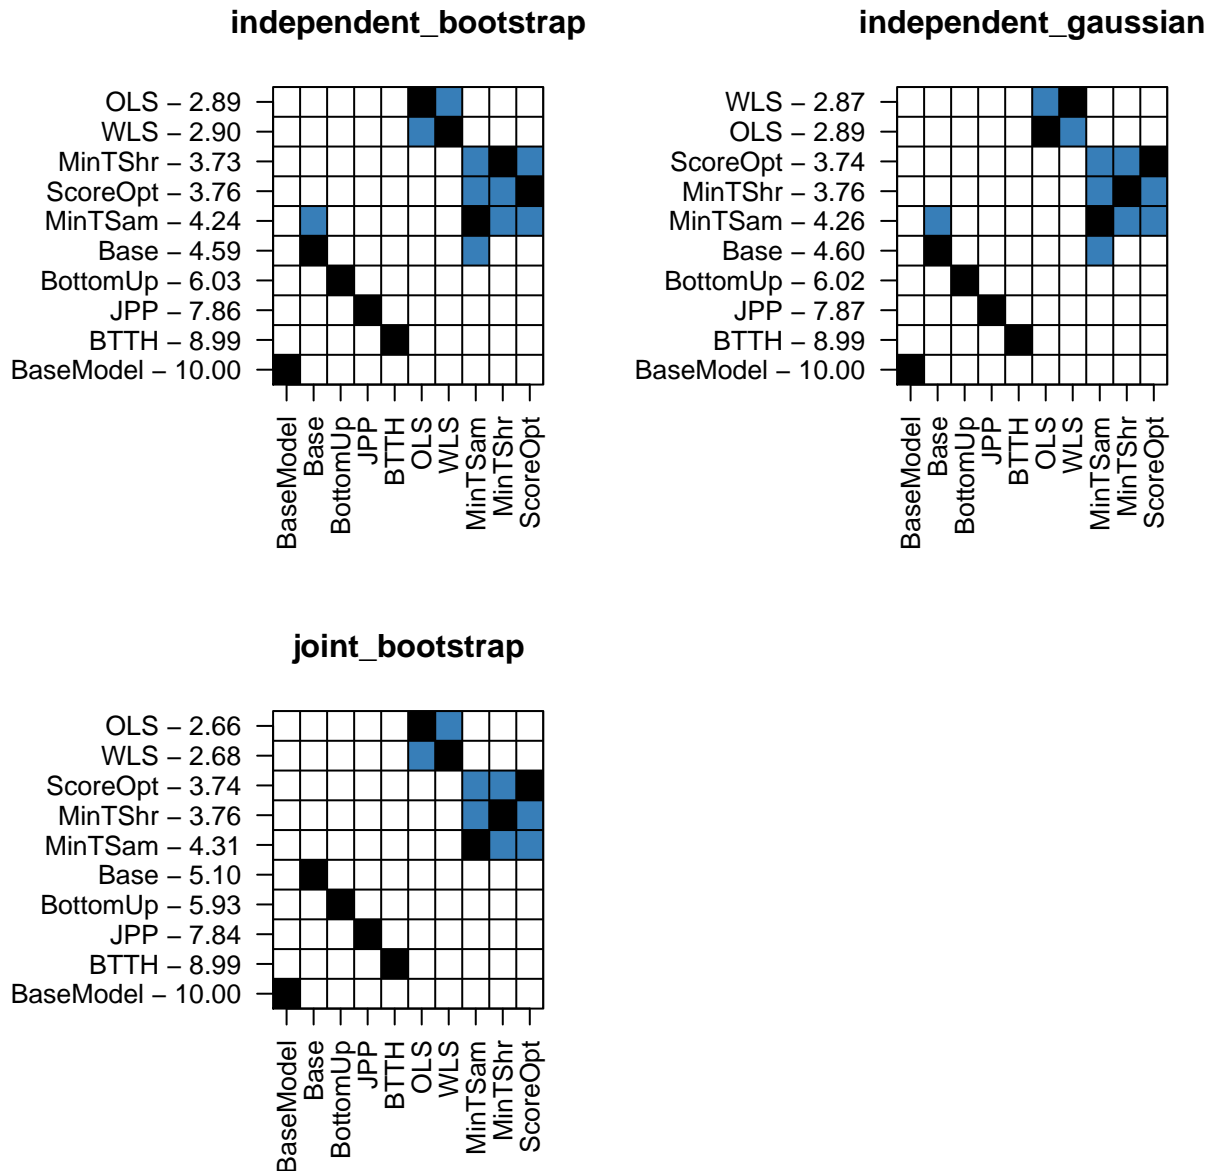 independent_bootstrap
OLS – 2.89
WLS – 2.90
MinTShr – 3.73
ScoreOpt – 3.76
MinTSam – 4.24
Base – 4.59
BottomUp – 6.03
JPP – 7.86
BTTH – 8.99
BaseModel – 10.00
BaseModel
Base
BottomUp
JPP
BTTH
OLS
WLS
MinTSam
MinTShr
ScoreOpt
independent_gaussian
WLS – 2.87
OLS – 2.89
ScoreOpt – 3.74
MinTShr – 3.76
MinTSam – 4.26
Base – 4.60
BottomUp – 6.02
JPP – 7.87
BTTH – 8.99
BaseModel – 10.00
BaseModel
Base
BottomUp
JPP
BTTH
OLS
WLS
MinTSam
MinTShr
ScoreOpt
joint_bootstrap
OLS – 2.66
WLS – 2.68
ScoreOpt – 3.74
MinTShr – 3.76
MinTSam – 4.31
Base – 5.10
BottomUp – 5.93
JPP – 7.84
BTTH – 8.99
BaseModel – 10.00
BaseModel
Base
BottomUp
JPP
BTTH
OLS
WLS
MinTSam
MinTShr
ScoreOpt